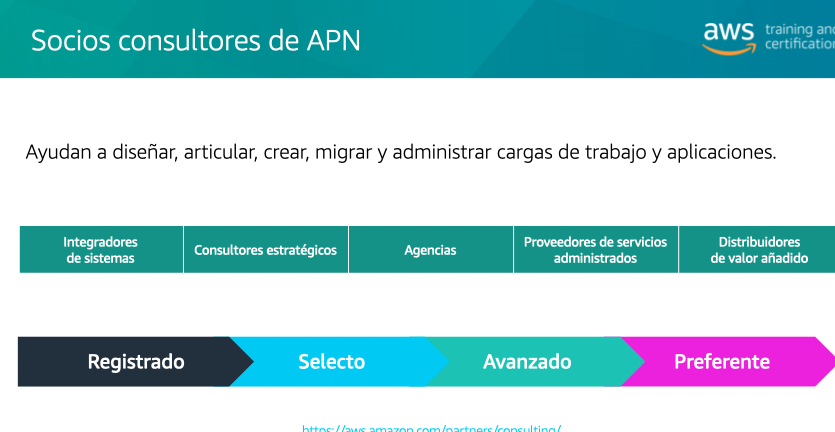 Socios consultores de APN
aws training and
certification
Ayudan a diseñar, articular, crear, migrar y administrar cargas de trabajo y aplicaciones.
Integradores
de sistemas
Consultores estratégicos
Agencias
Proveedores de servicios
administrados
Distribuidores
de valor añadido
Registrado
Selecto
Avanzado
Preferente
https://aws.amazon.com/partners/consulting/